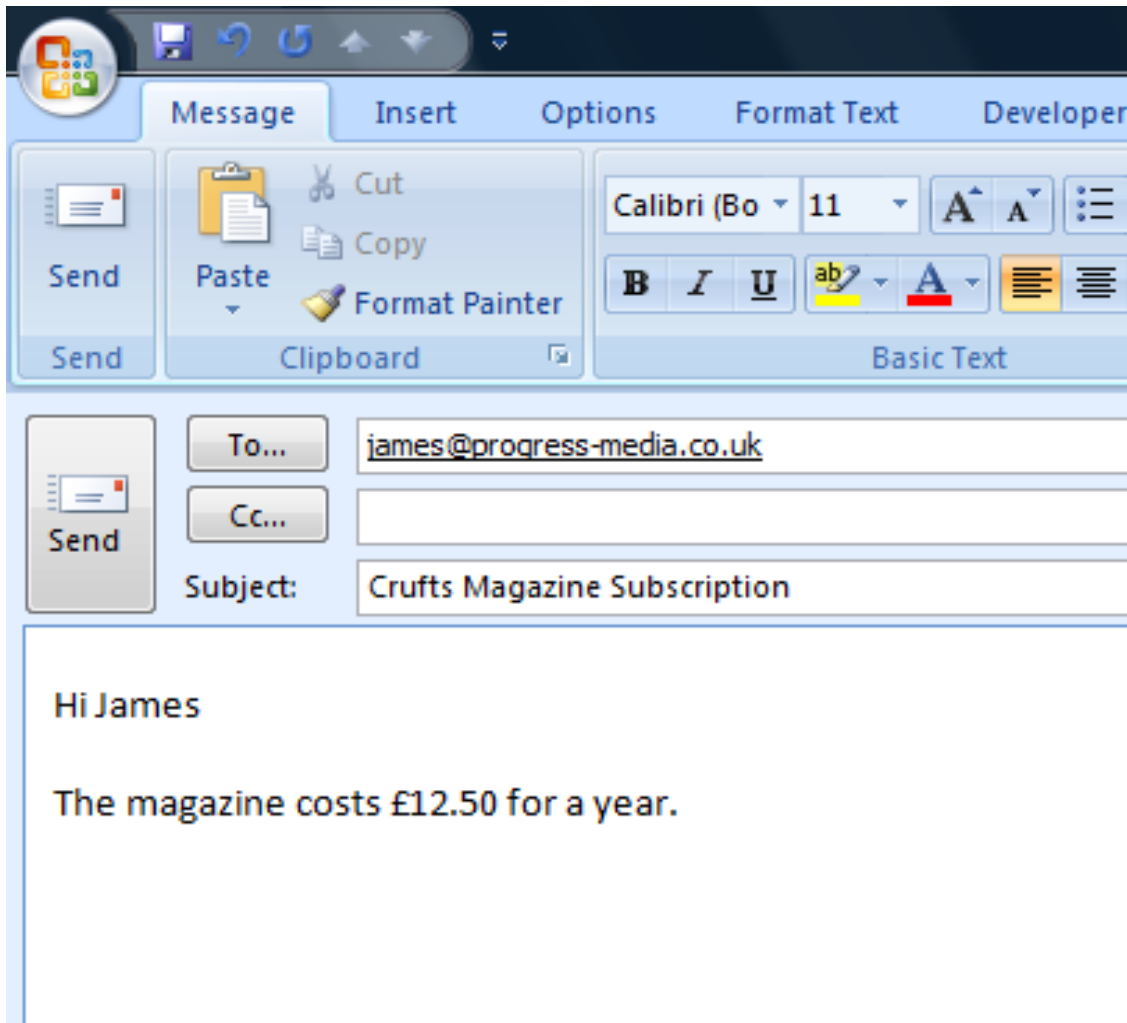 Message Insert Options Format Text Developer
Cut
Copy
Send Paste Format Painter
Calibri (Bo 11 A A
B I U ab A
Send Clipboard Basic Text
To... james@progress-media.co.uk
Cc...
Send
Subject: Crufts Magazine Subscription
Hi James
The magazine costs £12.50 for a year.